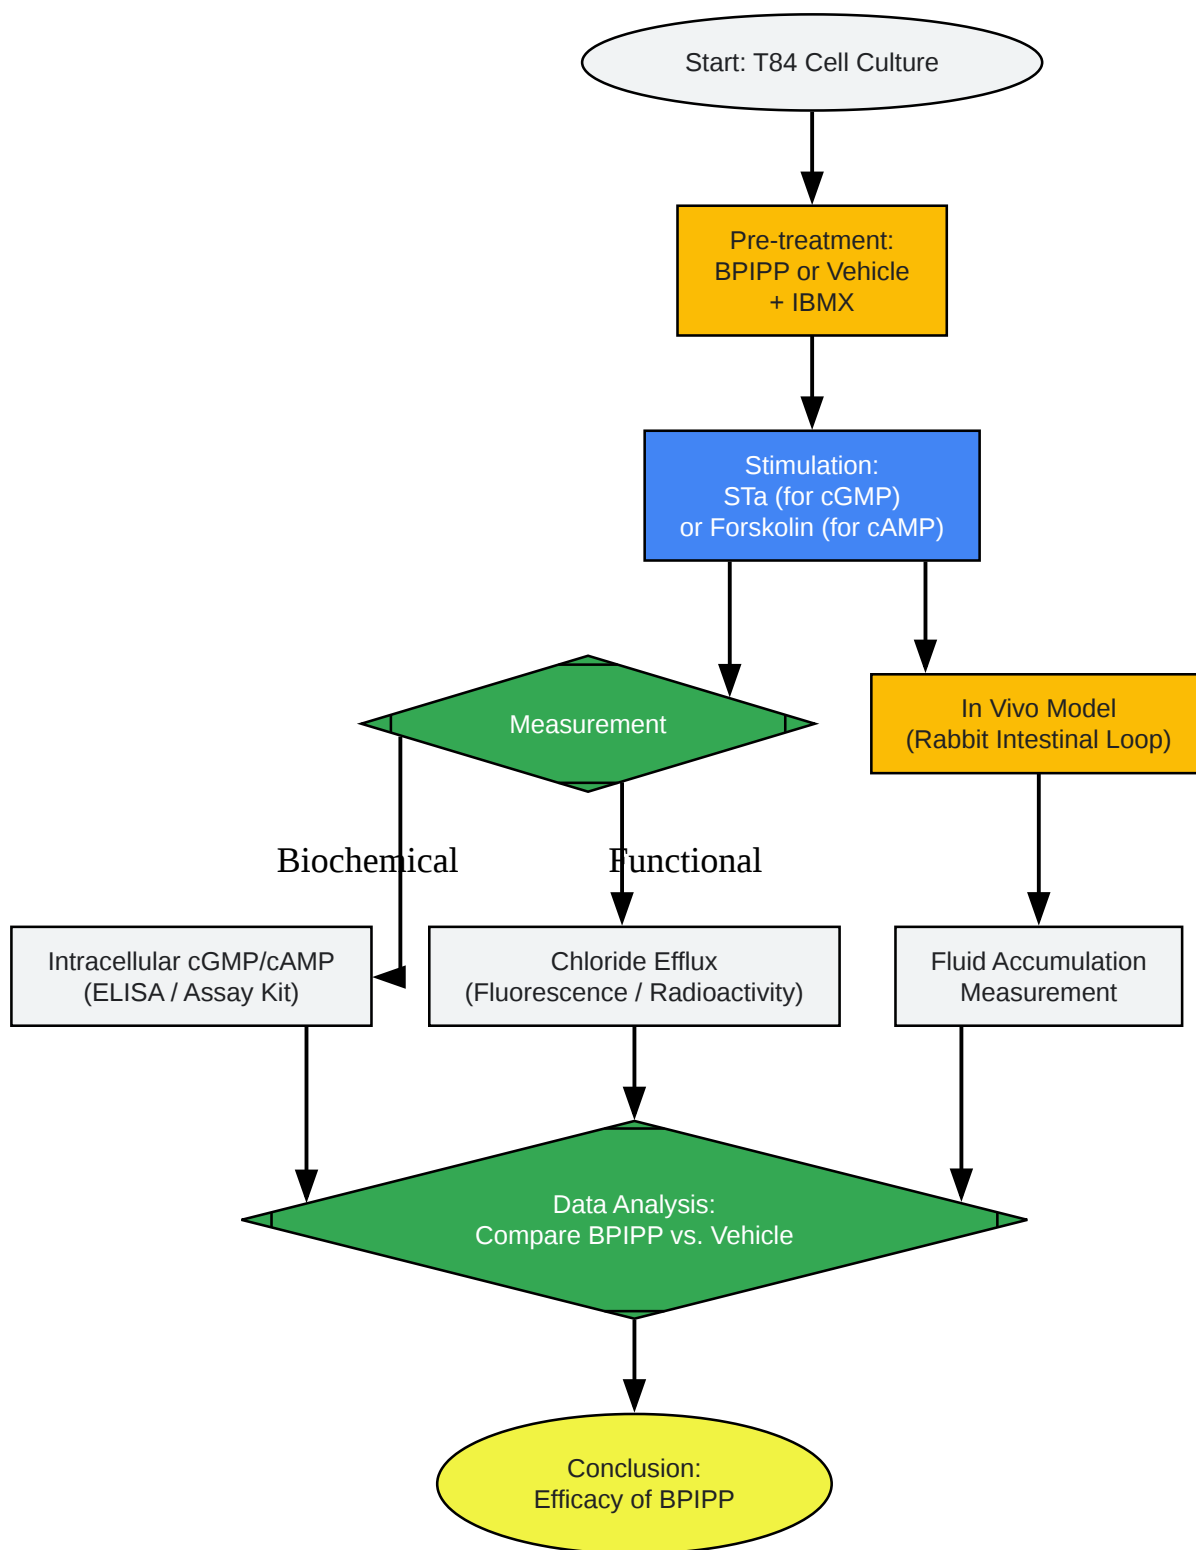 Start: T84 Cell Culture
Pre-treatment:
BPIPP or Vehicle
+ IBMX
Stimulation:
STa (for cGMP)
or Forskolin (for cAMP)
Measurement
In Vivo Model
(Rabbit Intestinal Loop)
Biochemical
Functional
Intracellular cGMP/cAMP
(ELISA / Assay Kit)
Chloride Efflux
(Fluorescence / Radioactivity)
Fluid Accumulation
Measurement
Data Analysis:
Compare BPIPP vs. Vehicle
Conclusion:
Efficacy of BPIPP